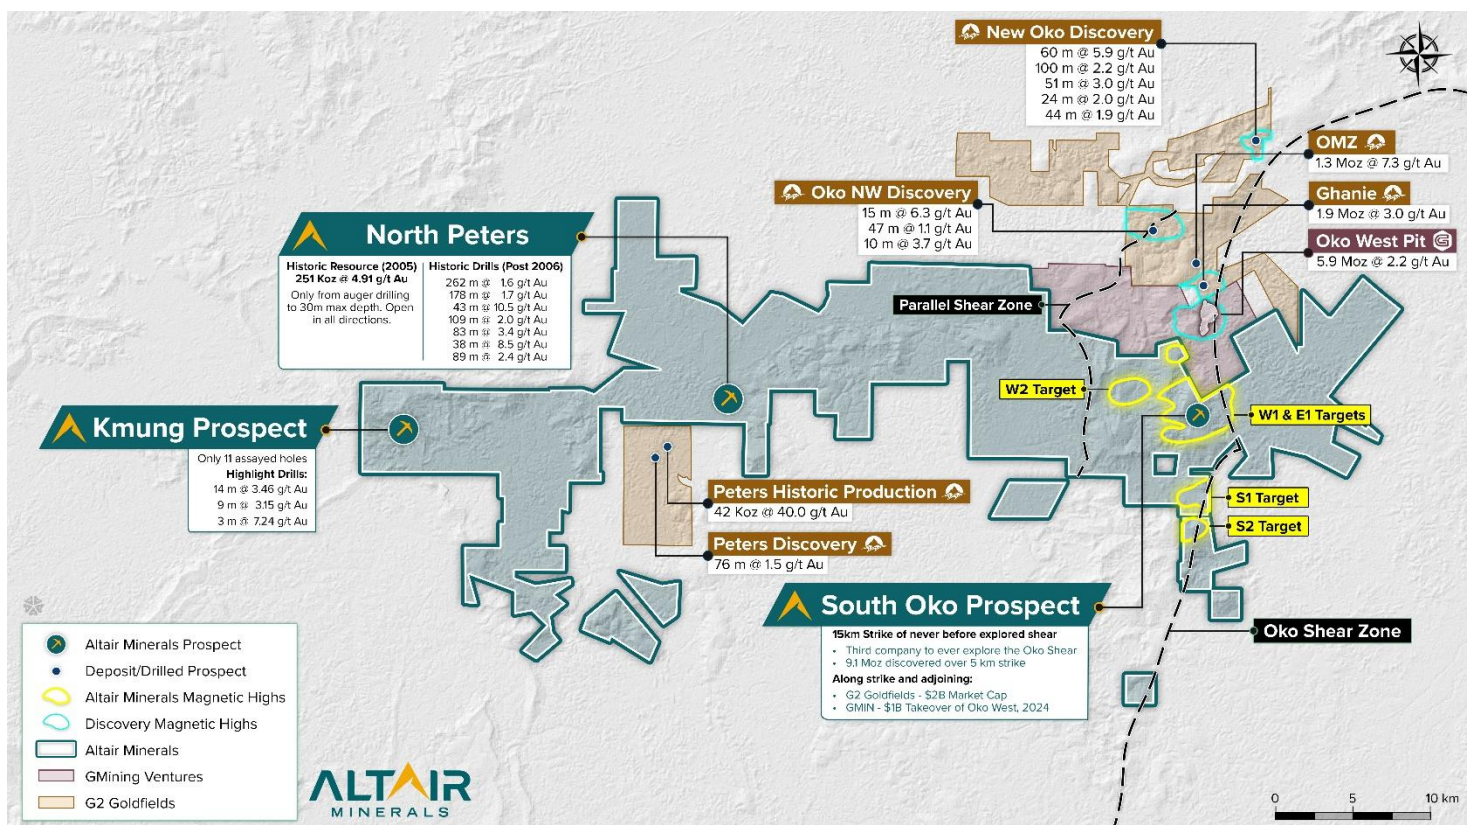 New Oko Discovery
60 m @ 5.9 g/t Au
100 m @ 2.2 g/t Au
51 m @ 3.0 g/t Au
24 m @ 2.0 g/t Au
44 m @ 1.9 g/t Au
OMZ
1.3 Moz @ 7.3 g/t Au
Oko NW Discovery
15 m @ 6.3 g/t Au
47 m @ 1.1 g/t Au
10 m @ 3.7 g/t Au
Ghanie
1.9 Moz @ 3.0 g/t Au
Oko West Pit
5.9 Moz @ 2.2 g/t Au
North Peters
Historic Resource (2005)
251 Koz @ 4.91 g/t Au
Only from auger drilling
to 30m max depth. Open
in all directions.
Historic Drills (Post 2006)
262 m @ 1.6 g/t Au
178 m @ 1.7 g/t Au
43 m @ 10.5 g/t Au
109 m @ 2.0 g/t Au
83 m @ 3.4 g/t Au
38 m @ 8.5 g/t Au
89 m @ 2.4 g/t Au
Parallel Shear Zone
W2 Target
W1 & E1 Targets
Kmung Prospect
Only 11 assayed holes
Highlight Drills:
14 m @ 3.46 g/t Au
9 m @ 3.15 g/t Au
3 m @ 7.24 g/t Au
Peters Historic Production
42 Koz @ 40.0 g/t Au
S1 Target
S2 Target
Peters Discovery
76 m @ 1.5 g/t Au
South Oko Prospect
15km Strike of never before explored shear
• Third company to ever explore the Oko Shear
• 9.1 Moz discovered over 5 km strike
Along strike and adjoining:
• G2 Goldfields - $2B Market Cap
• GMIN - $1B Takeover of Oko West, 2024
Oko Shear Zone
Altair Minerals Prospect
Deposit/Drilled Prospect
Altair Minerals Magnetic Highs
Discovery Magnetic Highs
Altair Minerals
GMining Ventures
G2 Goldfields
ALTAIR
MINERALS
0 5 10 km